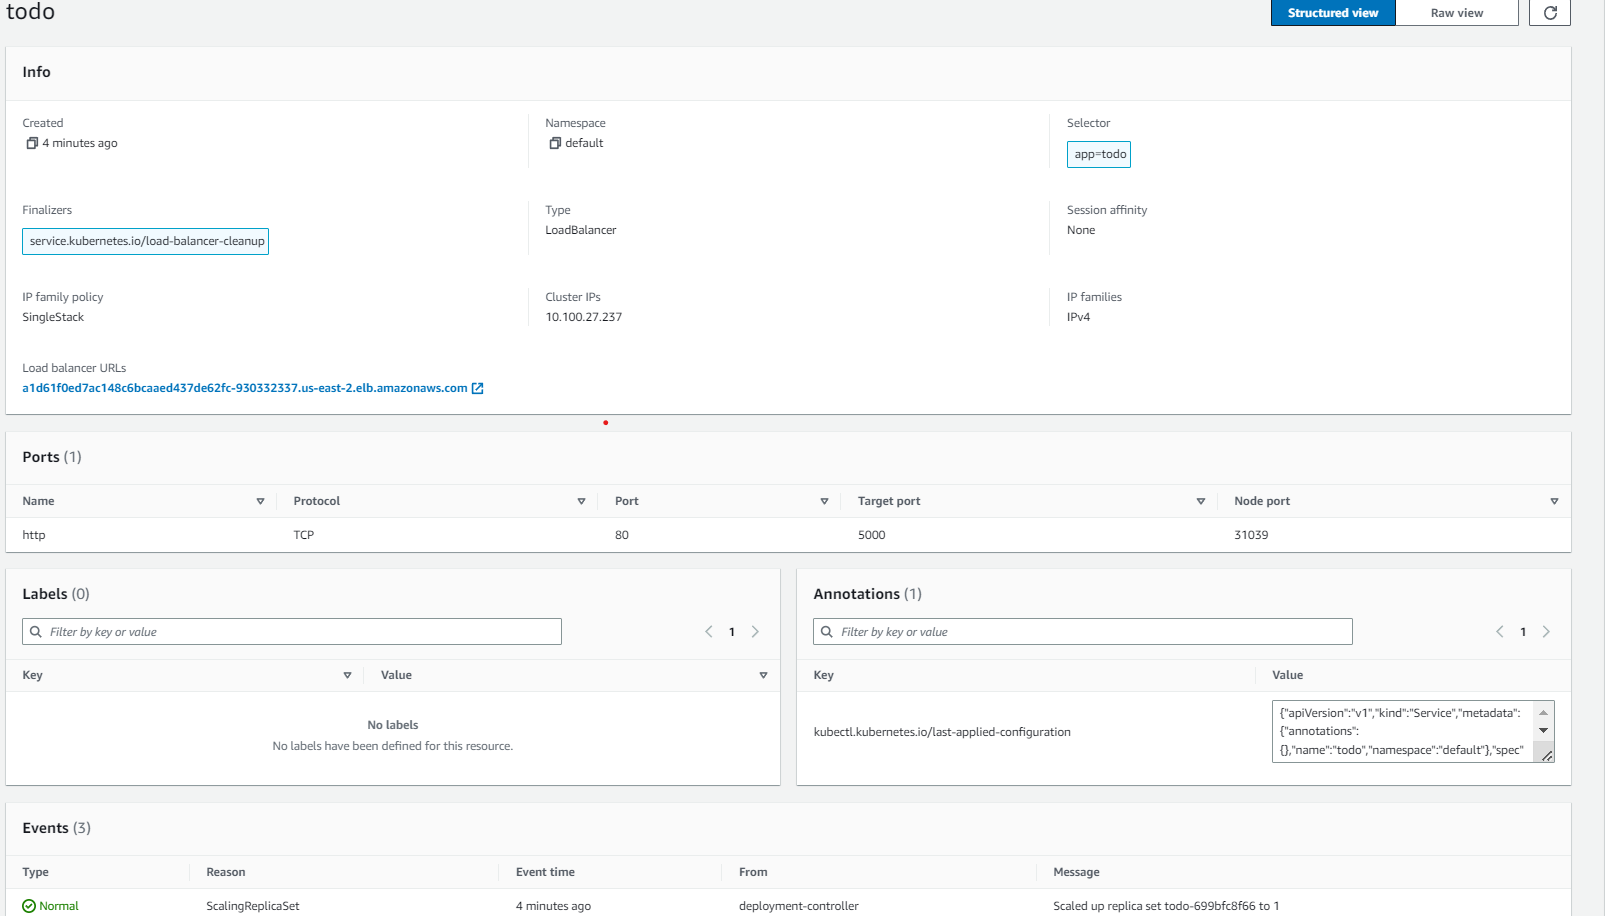 todo
Structured view
Raw view
Info
Created
4 minutes ago
Namespace
default
Selector
app=todo
Finalizers
service.kubernetes.io/load-balancer-cleanup
Type
LoadBalancer
Session affinity
None
IP family policy
SingleStack
Cluster IPs
10.100.27.237
IP families
IPv4
Load balancer URLs
a1d61f0ed7ac148c6bcaaed437de62fc-930332337.us-east-2.elb.amazonaws.com
Ports (1)
Name Protocol Port Target port Node port
http TCP 80 5000 31039
Labels (0)
Filter by key or value
1
Key Value
No labels
No labels have been defined for this resource.
Annotations (1)
Filter by key or value
1
Key Value
kubectl.kubernetes.io/last-applied-configuration
{"apiVersion":"v1","kind":"Service","metadata":
{"annotations":
{},"name":"todo","namespace":"default"},"spec"
Events (3)
Type Reason Event time From Message
Normal ScalingReplicaSet 4 minutes ago deployment-controller Scaled up replica set todo-699bfc8f66 to 1